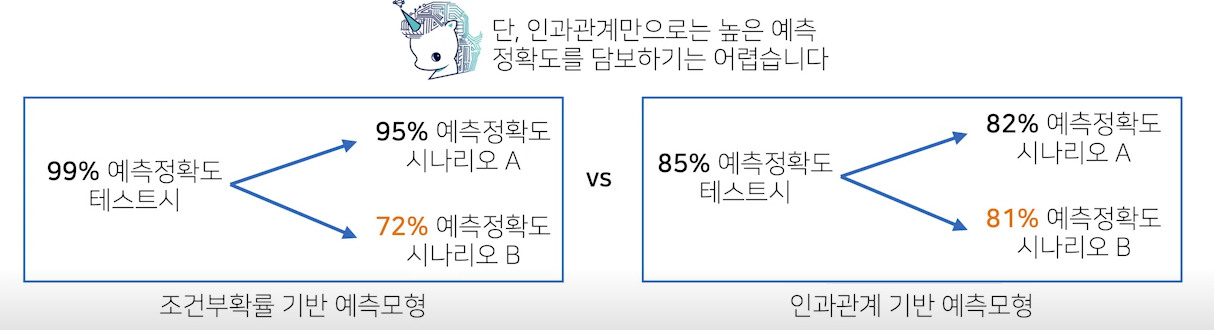 단, 인과관계만으로는 높은 예측
정확도를 담보하기는 어렵습니다
99% 예측정확도
테스트시
95% 예측정확도
시나리오 A
72% 예측정확도
시나리오 B
조건부확률 기반 예측모형
vs
85% 예측정확도
테스트시
82% 예측정확도
시나리오 A
81% 예측정확도
시나리오 B
인과관계 기반 예측모형